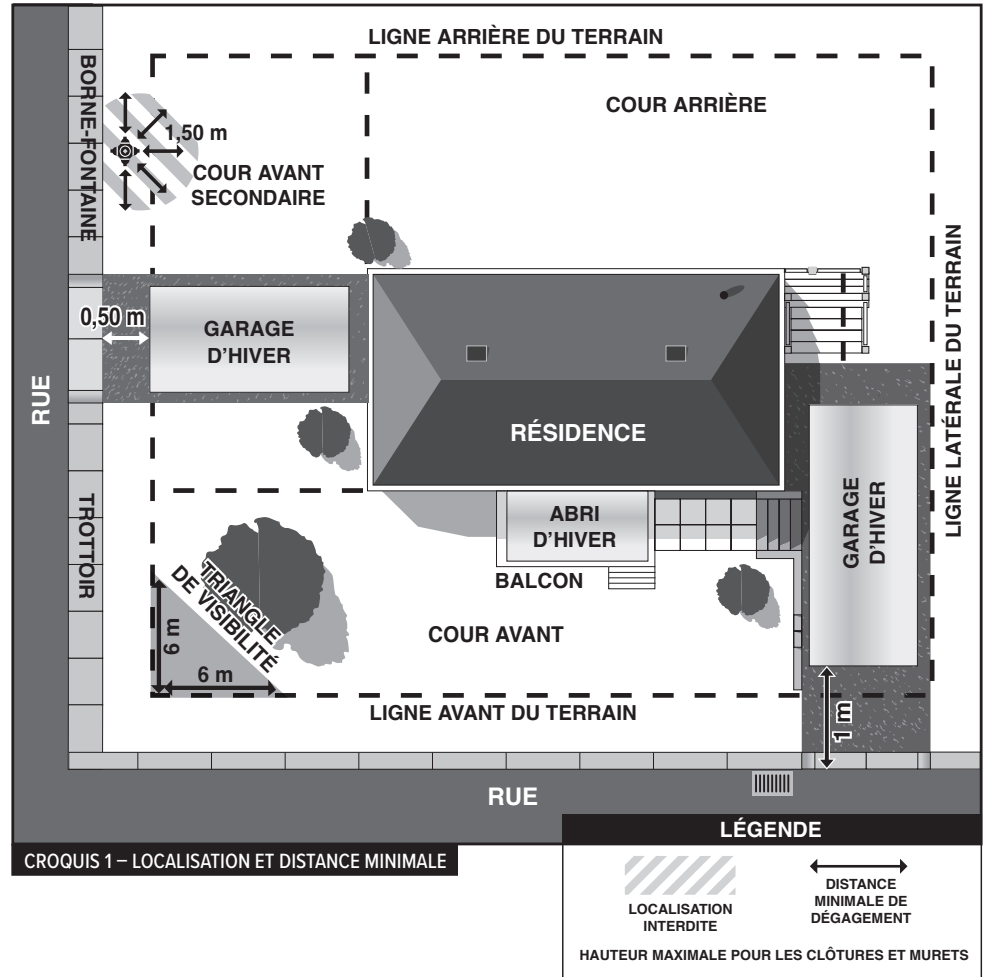 LIGNE ARRIÈRE DU TERRAIN
BORNE-FONTAINE
COUR ARRIÈRE
1,50 m
COUR AVANT
SECONDAIRE
LIGNE LATÉRALE DU TERRAIN
0,50 m
GARAGE
D'HIVER
RUE
RÉSIDENCE
GARAGE
D'HIVER
TROTTOIR
ABRI
D'HIVER
BALCON
TRIANGLE
DE VISIBILITÉ
COUR AVANT
6 m
6 m
LIGNE AVANT DU TERRAIN
1 m
RUE
LÉGENDE
CROQUIS 1 – LOCALISATION ET DISTANCE MINIMALE
LOCALISATION
INTERDITE
DISTANCE
MINIMALE DE
DÉGAGEMENT
HAUTEUR MAXIMALE POUR LES CLÔTURES ET MURETS